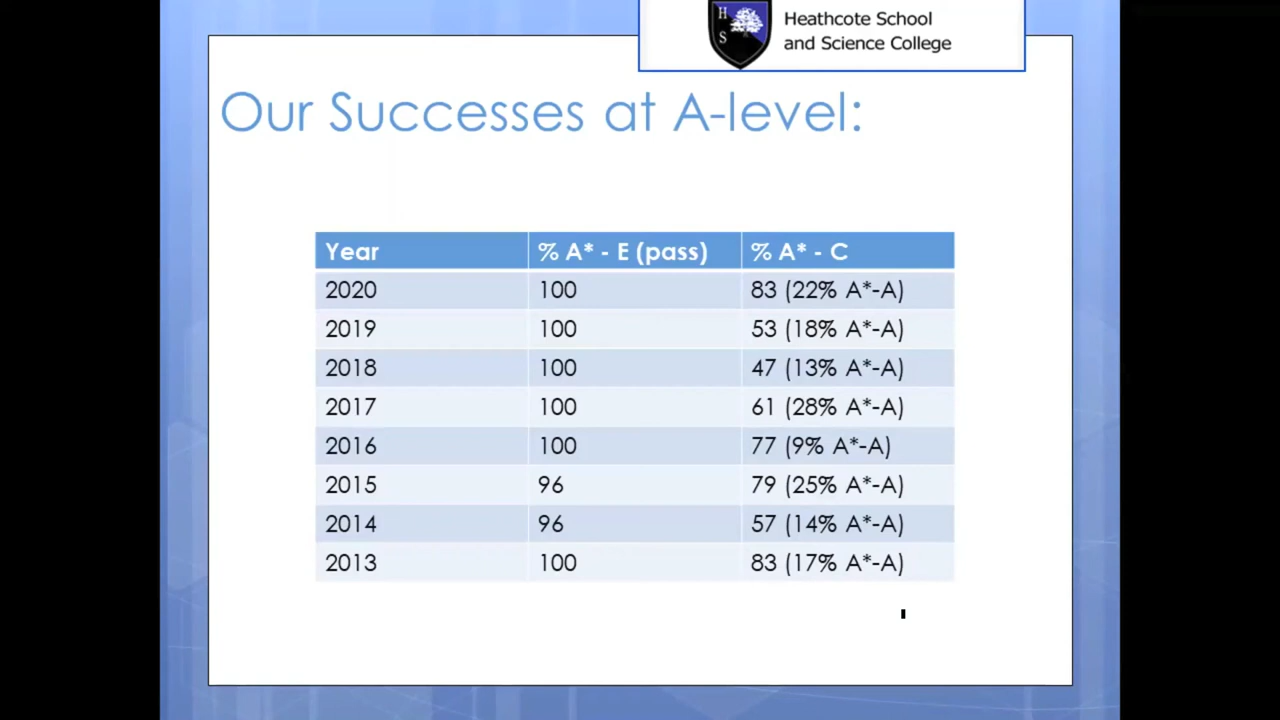 H
S
Heathcote School
and Science College
Our Successes at A-level:
Year % A* - E (pass) % A* - C
2020 100 83 (22% A*-A)
2019 100 53 (18% A*-A)
2018 100 47 (13% A*-A)
2017 100 61 (28% A*-A)
2016 100 77 (9% A*-A)
2015 96 79 (25% A*-A)
2014 96 57 (14% A*-A)
2013 100 83 (17% A*-A)